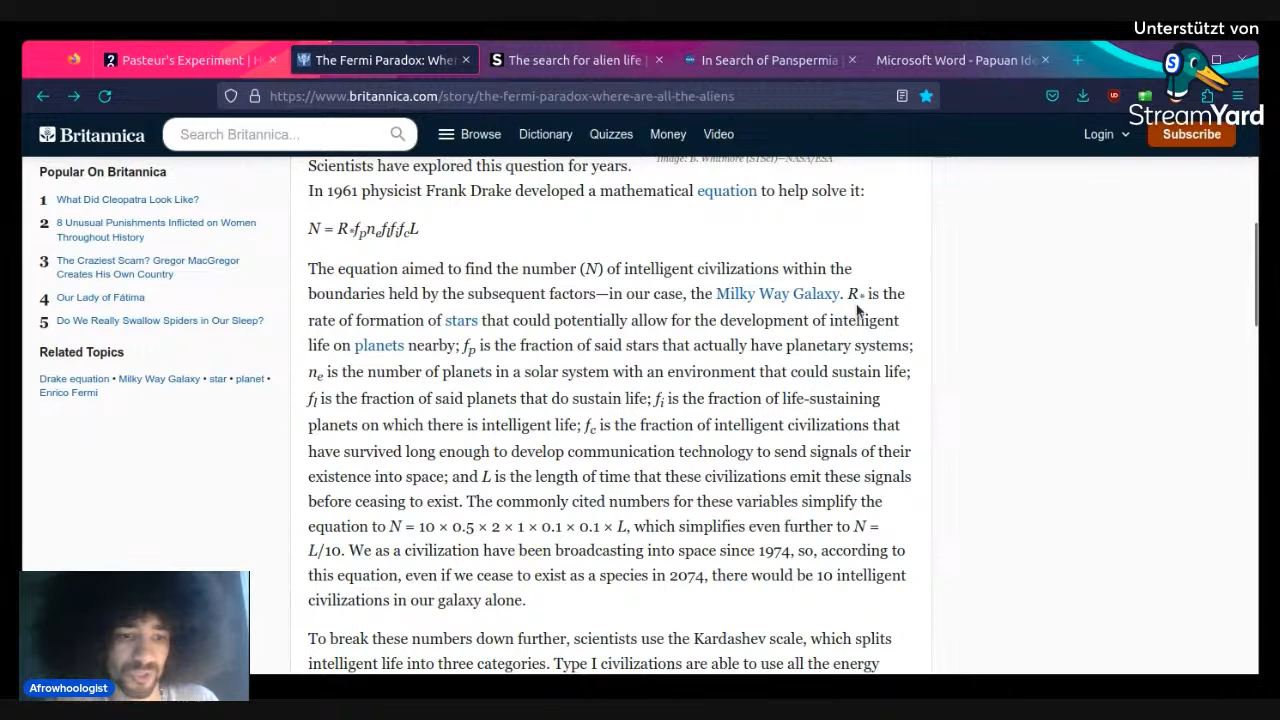 Unterstützt von
StreamYard
Pasteur's Experiment | H
The Fermi Paradox: Wher
The search for alien life |
In Search of Panspermia |
Microsoft Word - Papuan Ide
https://www.britannica.com/story/the-fermi-paradox-where-are-all-the-aliens
Britannica
Search Britannica...
Browse
Dictionary
Quizzes
Money
Video
Login
Subscribe
Popular On Britannica
1 What Did Cleopatra Look Like?
2 8 Unusual Punishments Inflicted on Women
Throughout History
3 The Craziest Scam? Gregor MacGregor
Creates His Own Country
4 Our Lady of Fátima
5 Do We Really Swallow Spiders in Our Sleep?
Related Topics
Drake equation • Milky Way Galaxy • star • planet •
Enrico Fermi
Image: B. Whitmore (STScI)—NASA/ESA
Scientists have explored this question for years.
In 1961 physicist Frank Drake developed a mathematical equation to help solve it:
N = R*fpneflfifcL
The equation aimed to find the number (N) of intelligent civilizations within the
boundaries held by the subsequent factors—in our case, the Milky Way Galaxy. R* is the
rate of formation of stars that could potentially allow for the development of intelligent
life on planets nearby; fp is the fraction of said stars that actually have planetary systems;
ne is the number of planets in a solar system with an environment that could sustain life;
fl is the fraction of said planets that do sustain life; fi is the fraction of life-sustaining
planets on which there is intelligent life; fc is the fraction of intelligent civilizations that
have survived long enough to develop communication technology to send signals of their
existence into space; and L is the length of time that these civilizations emit these signals
before ceasing to exist. The commonly cited numbers for these variables simplify the
equation to N = 10 × 0.5 × 2 × 1 × 0.1 × 0.1 × L, which simplifies even further to N =
L/10. We as a civilization have been broadcasting into space since 1974, so, according to
this equation, even if we cease to exist as a species in 2074, there would be 10 intelligent
civilizations in our galaxy alone.
To break these numbers down further, scientists use the Kardashev scale, which splits
intelligent life into three categories. Type I civilizations are able to use all the energy
Afrowhoologist